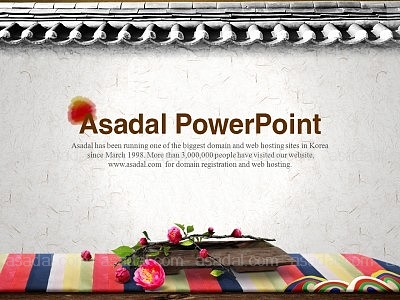 Asadal PowerPoint
Asadal has been running one of the biggest domain and web hosting sites in Korea
since March 1998. More than 3,000,000 people have visited our website,
www.asadal.com for domain registration and web hosting.